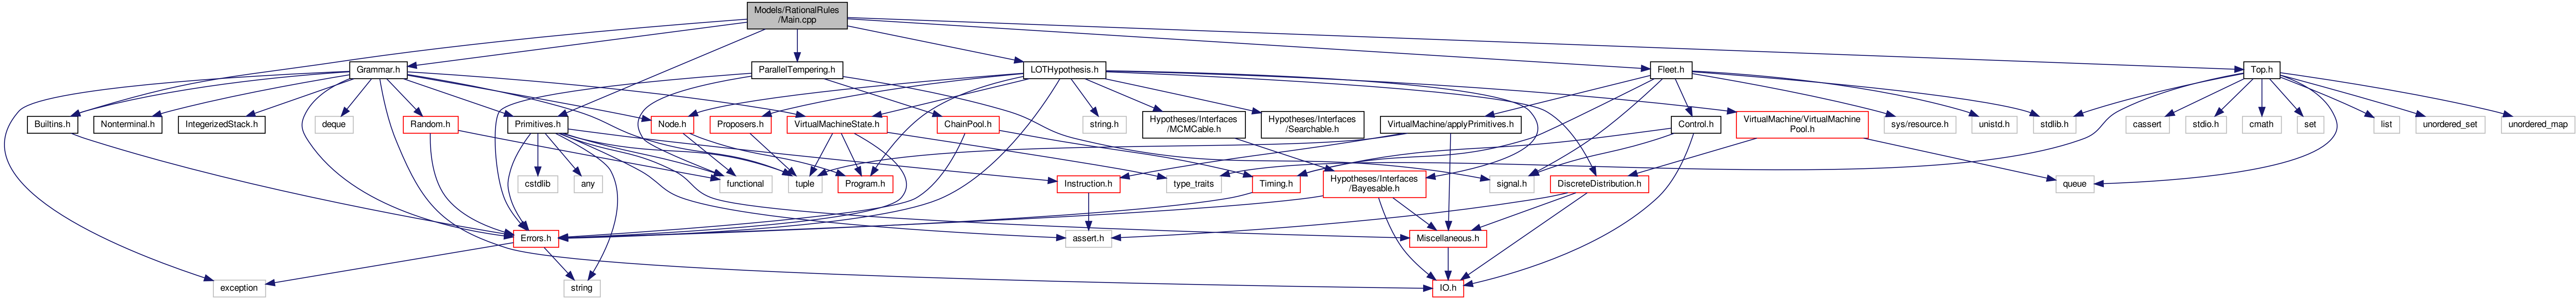 Models/RationalRules
/Main.cpp
Grammar.h
ParallelTempering.h
LOTHypothesis.h
Fleet.h
Top.h
Builtins.h
Nonterminal.h
IntegerizedStack.h
deque
Random.h
Primitives.h
Node.h
Proposers.h
VirtualMachineState.h
ChainPool.h
string.h
Hypotheses/Interfaces
/MCMCable.h
Hypotheses/Interfaces
/Searchable.h
VirtualMachine/applyPrimitives.h
Control.h
VirtualMachine/VirtualMachine
Pool.h
sys/resource.h
unistd.h
stdlib.h
cassert
stdio.h
cmath
set
list
unordered_set
unordered_map
cstdlib
any
functional
tuple
Program.h
Instruction.h
type_traits
Timing.h
Hypotheses/Interfaces
/Bayesable.h
signal.h
DiscreteDistribution.h
queue
Errors.h
assert.h
Miscellaneous.h
exception
string
IO.h